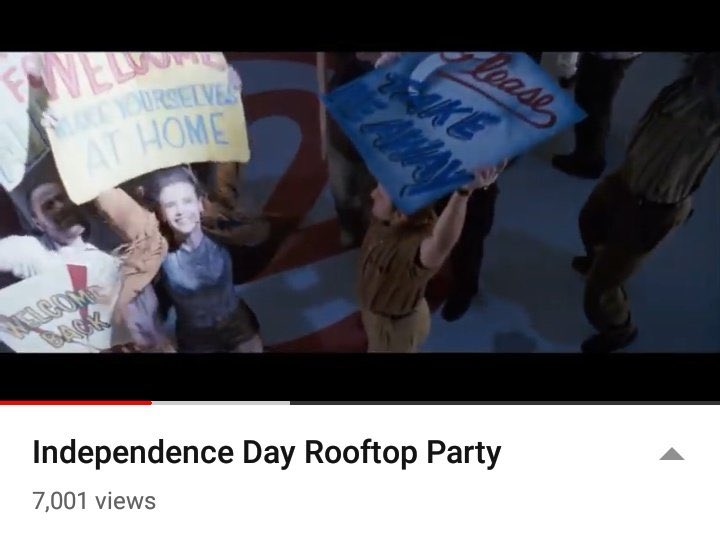 WELCOME
MAKE YOURSELVES
AT HOME
Please
TAKE
ME AWAY
WELCOME
BACK
Independence Day Rooftop Party
7,001 views